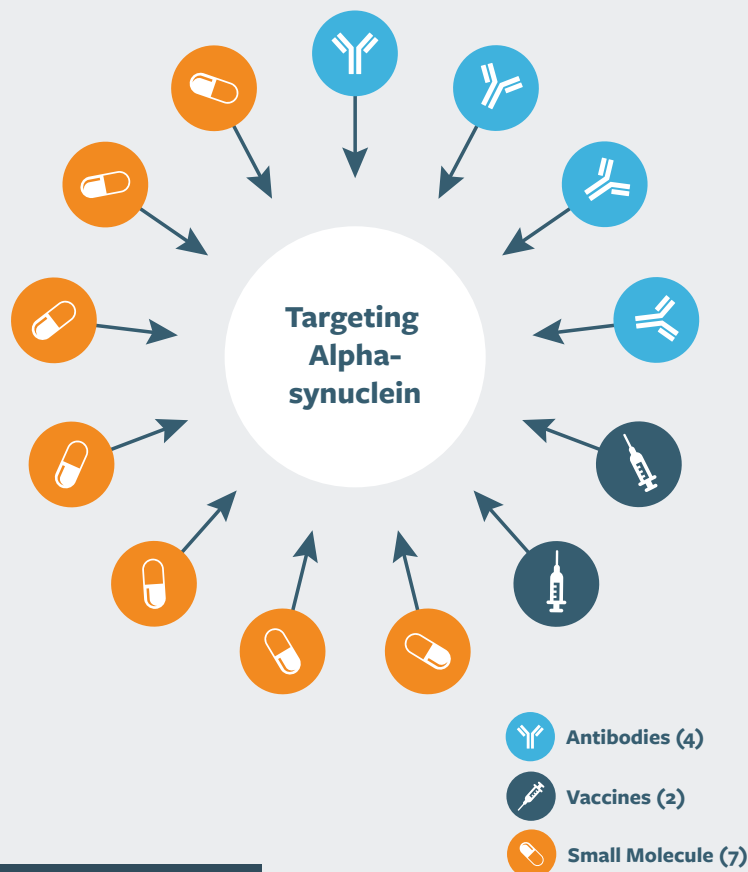 Targeting
Alpha-
synuclein
Antibodies (4)
Vaccines (2)
Small Molecule (7)